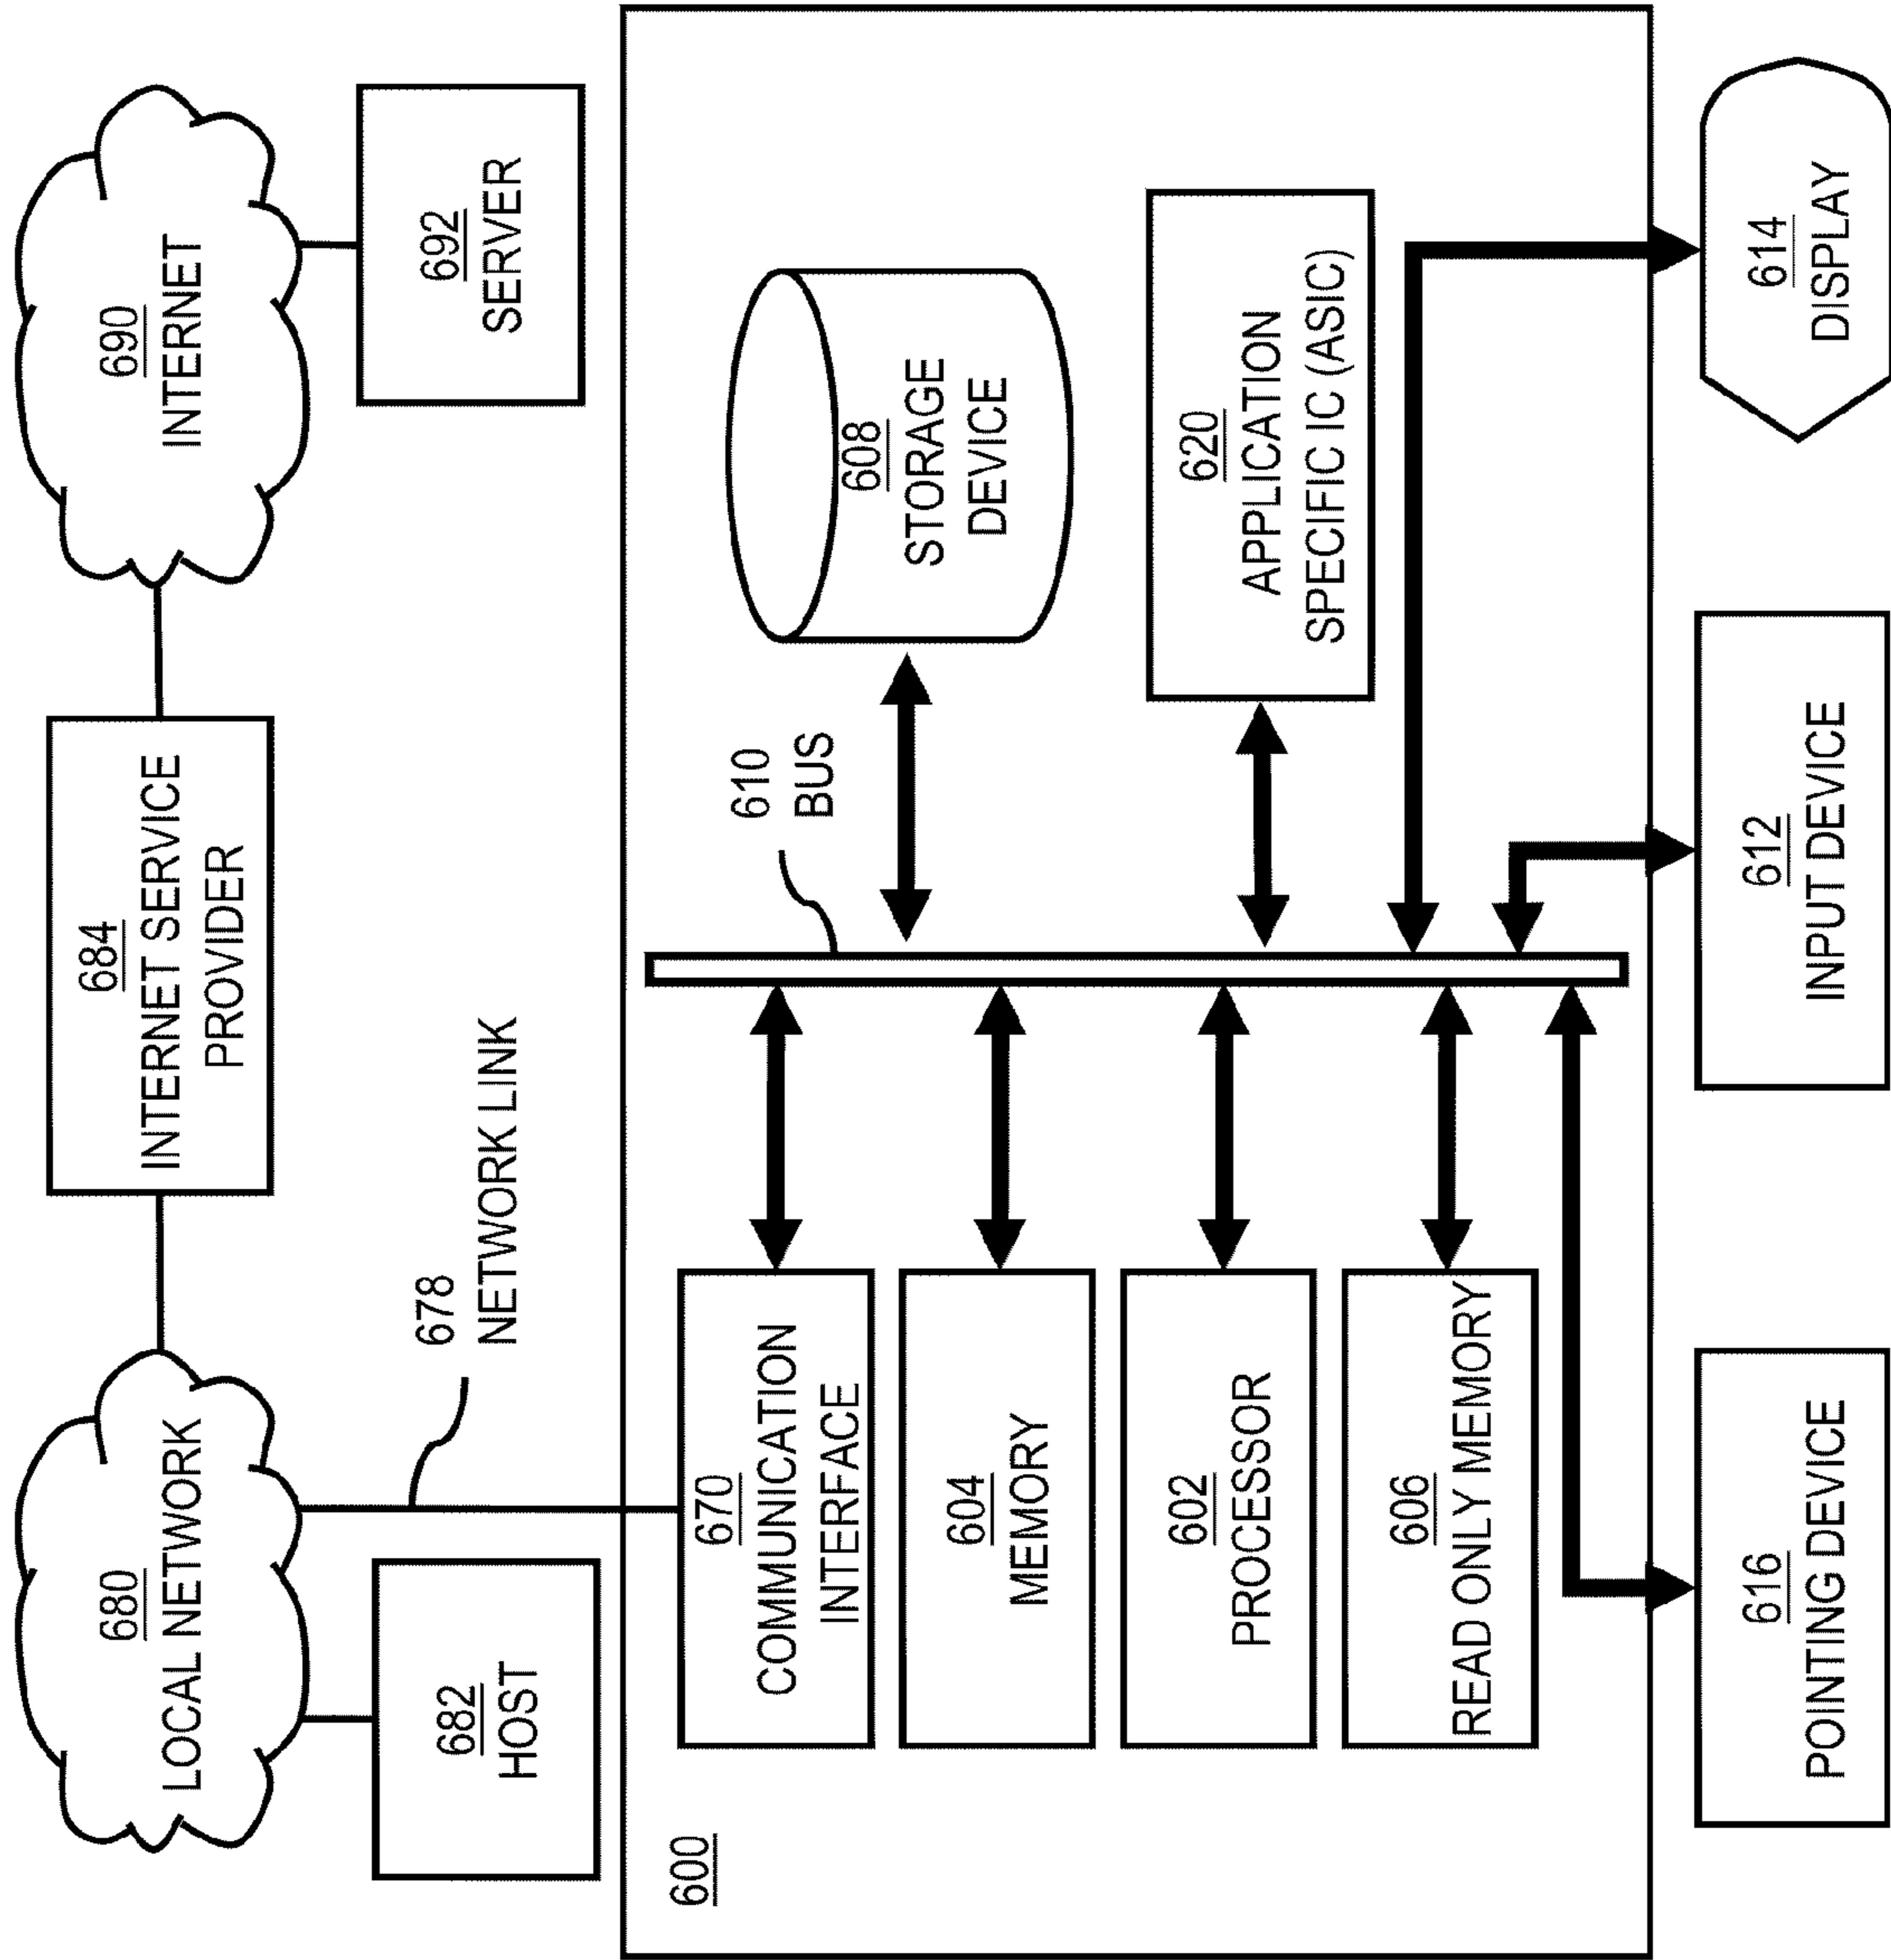 680
LOCAL NETWORK
684
INTERNET SERVICE
PROVIDER
690
INTERNET
682
HOST
678
NETWORK LINK
692
SERVER
600
670
COMMUNICATION
INTERFACE
604
MEMORY
602
PROCESSOR
606
READ ONLY MEMORY
610
BUS
608
STORAGE
DEVICE
620
APPLICATION
SPECIFIC IC (ASIC)
616
POINTING DEVICE
612
INPUT DEVICE
614
DISPLAY